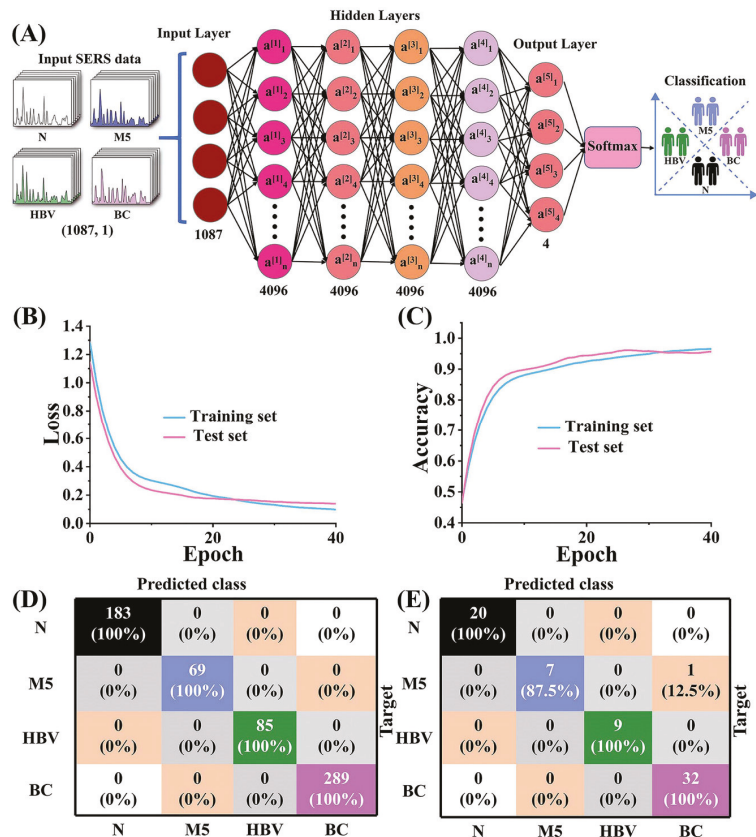 (A)
Input SERS data
N
M5
HBV
BC
(1087, 1)
Input Layer
1087
Hidden Layers
a[1]1
a[1]2
a[1]3
a[1]4
a[1]n
4096
a[2]1
a[2]2
a[2]3
a[2]4
a[2]n
4096
a[3]1
a[3]2
a[3]3
a[3]4
a[3]n
4096
a[4]1
a[4]2
a[4]3
a[4]4
a[4]n
4096
Output Layer
a[5]1
a[5]2
a[5]3
a[5]4
4
Softmax
Classification
M5
HBV
BC
N
(B)
Loss
1.4
1.2
1.0
0.8
0.6
0.4
0.2
0.0
Training set
Test set
0 20 40
Epoch
(C)
Accuracy
1.0
0.9
0.8
0.7
0.6
0.5
0.4
Training set
Test set
0 20 40
Epoch
(D)
Predicted class
N
183 0 0 0
(100%) (0%) (0%) (0%)
M5
0 69 0 0
(0%) (100%) (0%) (0%)
HBV
0 0 85 0
(0%) (0%) (100%) (0%)
BC
0 0 0 289
(0%) (0%) (0%) (100%)
N M5 HBV BC
Target
(E)
Predicted class
N
20 0 0 0
(100%) (0%) (0%) (0%)
M5
0 7 0 1
(0%) (87.5%) (0%) (12.5%)
HBV
0 0 9 0
(0%) (0%) (100%) (0%)
BC
0 0 0 32
(0%) (0%) (0%) (100%)
N M5 HBV BC
Target